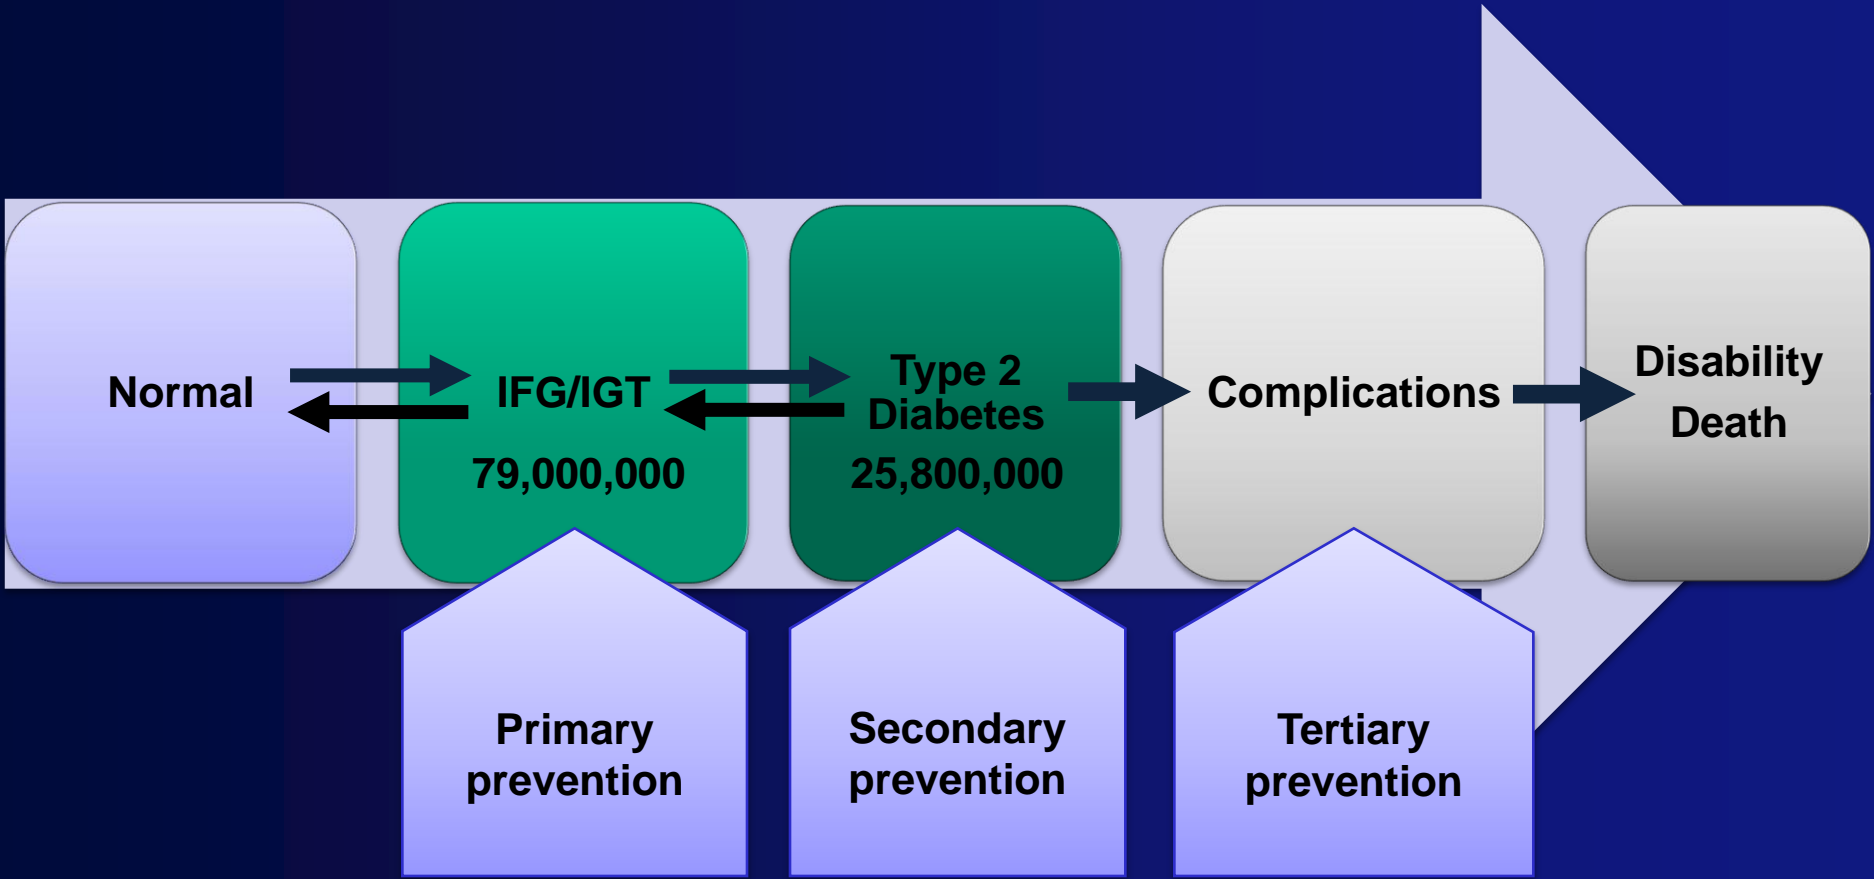 Normal
IFG/IGT
79,000,000
Type 2
Diabetes
25,800,000
Complications
Disability
Death
Primary
prevention
Secondary
prevention
Tertiary
prevention